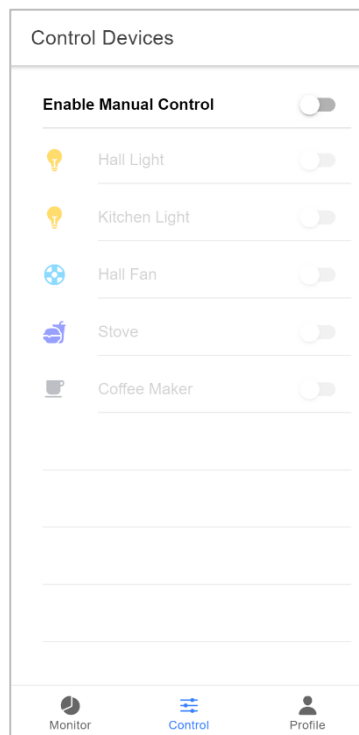 Control Devices
Enable Manual Control
Hall Light
Kitchen Light
Hall Fan
Stove
Coffee Maker
Monitor Control Profile